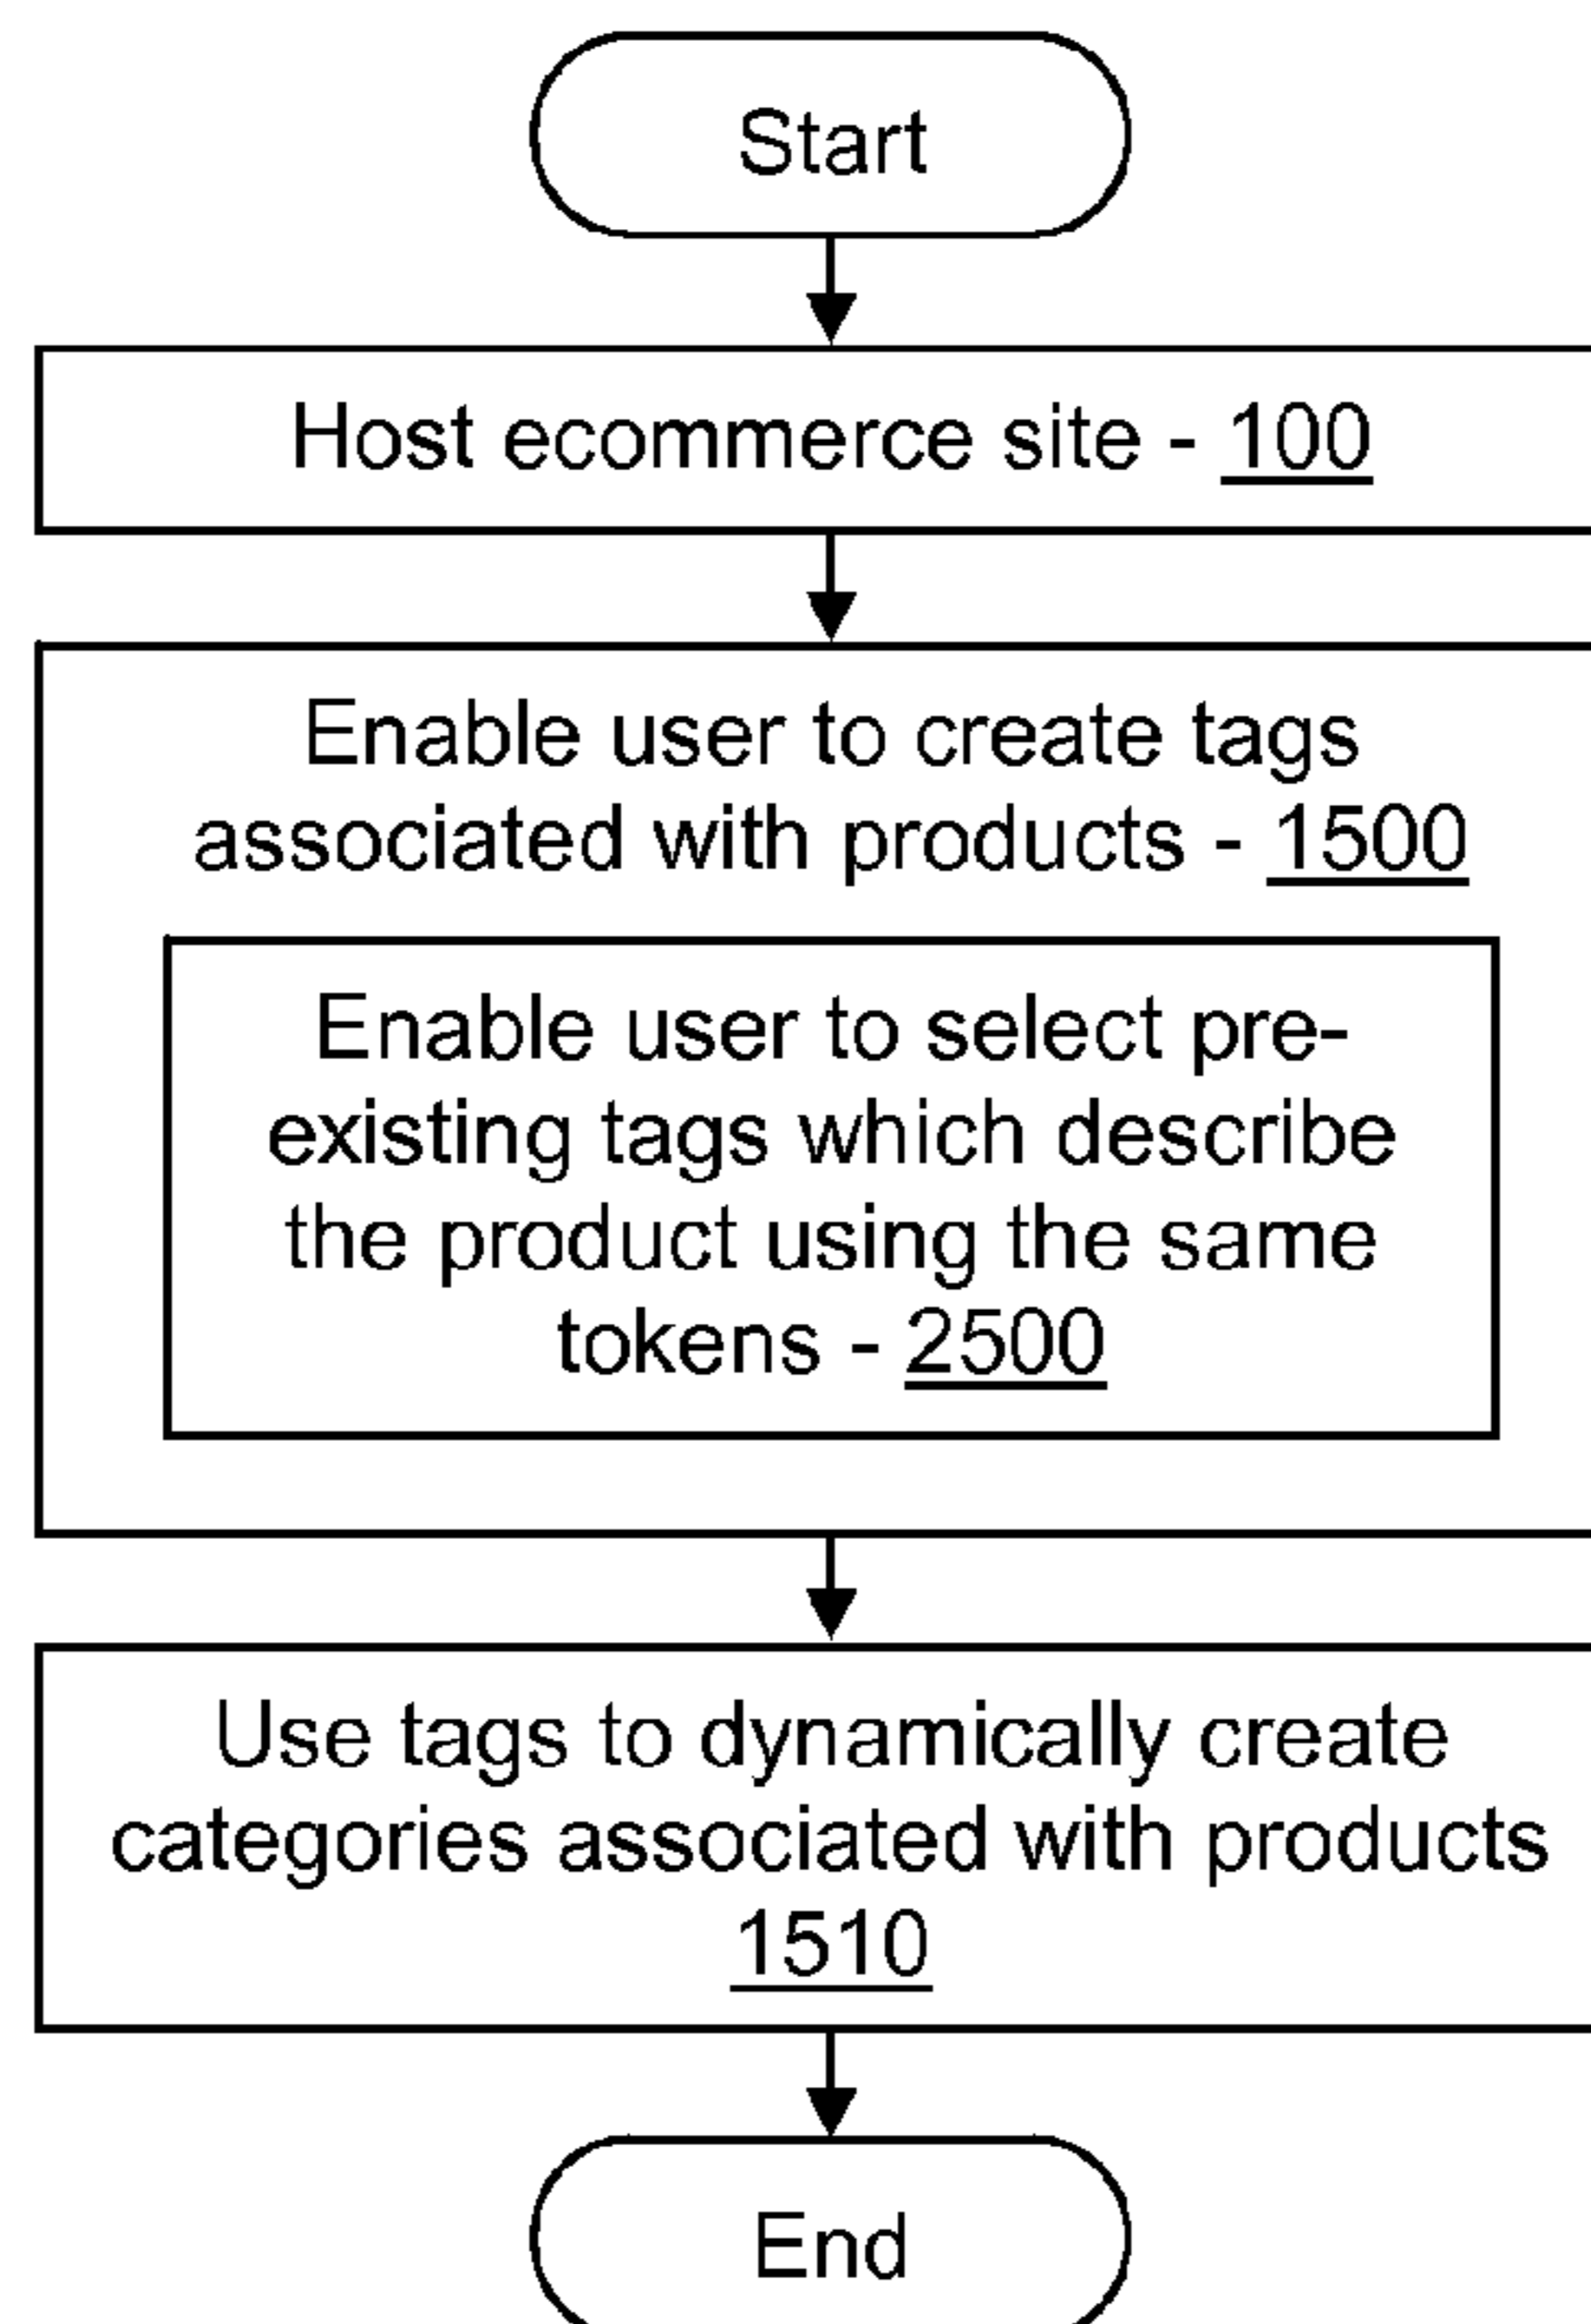 Start
Host ecommerce site - 100
Enable user to create tags
associated with products - 1500
Enable user to select pre-
existing tags which describe
the product using the same
tokens - 2500
Use tags to dynamically create
categories associated with products
1510
End